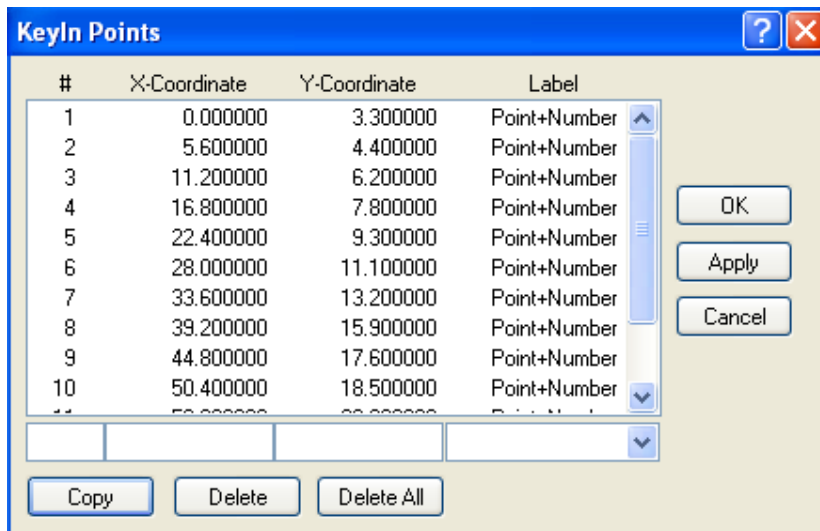 KeyIn Points
# X-Coordinate Y-Coordinate Label
1 0.000000 3.300000 Point+Number
2 5.600000 4.400000 Point+Number
3 11.200000 6.200000 Point+Number
4 16.800000 7.800000 Point+Number
5 22.400000 9.300000 Point+Number
6 28.000000 11.100000 Point+Number
7 33.600000 13.200000 Point+Number
8 39.200000 15.900000 Point+Number
9 44.800000 17.600000 Point+Number
10 50.400000 18.500000 Point+Number
OK
Apply
Cancel
Copy Delete Delete All